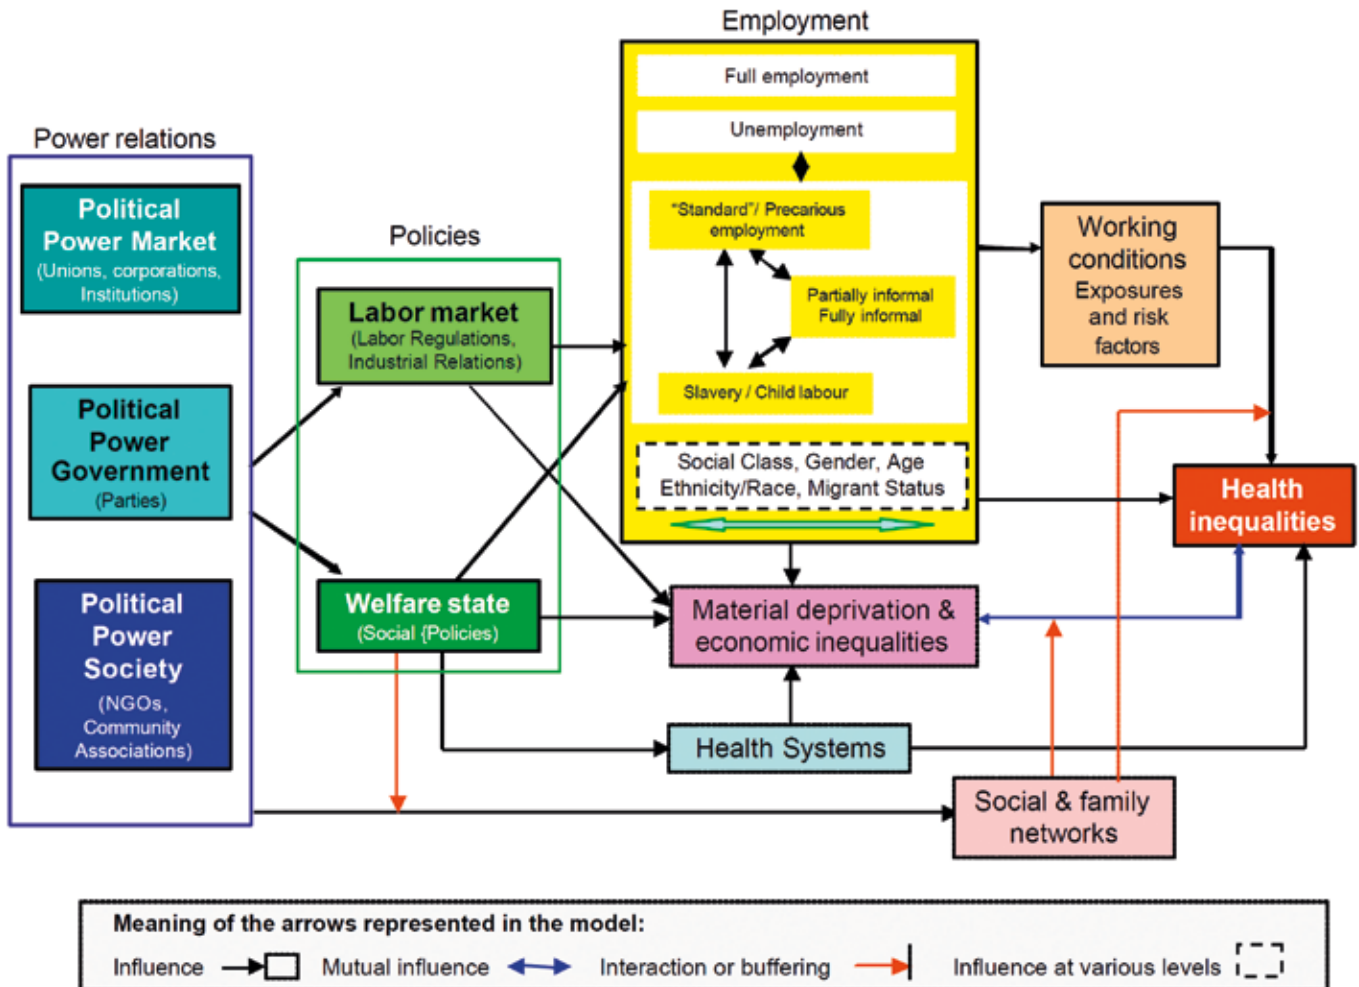 Employment
Full employment
Unemployment
Power relations
Political
Power Market
(Unions, corporations,
Institutions)
"Standard"/ Precarious
employment
Working
conditions
Exposures
and risk
factors
Policies
Labor market
(Labor Regulations,
Industrial Relations)
Partially informal
Fully informal
Slavery / Child labour
Political
Power
Government
(Parties)
Social Class, Gender, Age
Ethnicity/Race, Migrant Status
Health
inequalities
Political
Power
Society
(NGOs,
Community
Associations)
Welfare state
(Social {Policies)
Material deprivation &
economic inequalities
Health Systems
Social & family
networks
Meaning of the arrows represented in the model:
Influence Mutual influence Interaction or buffering Influence at various levels